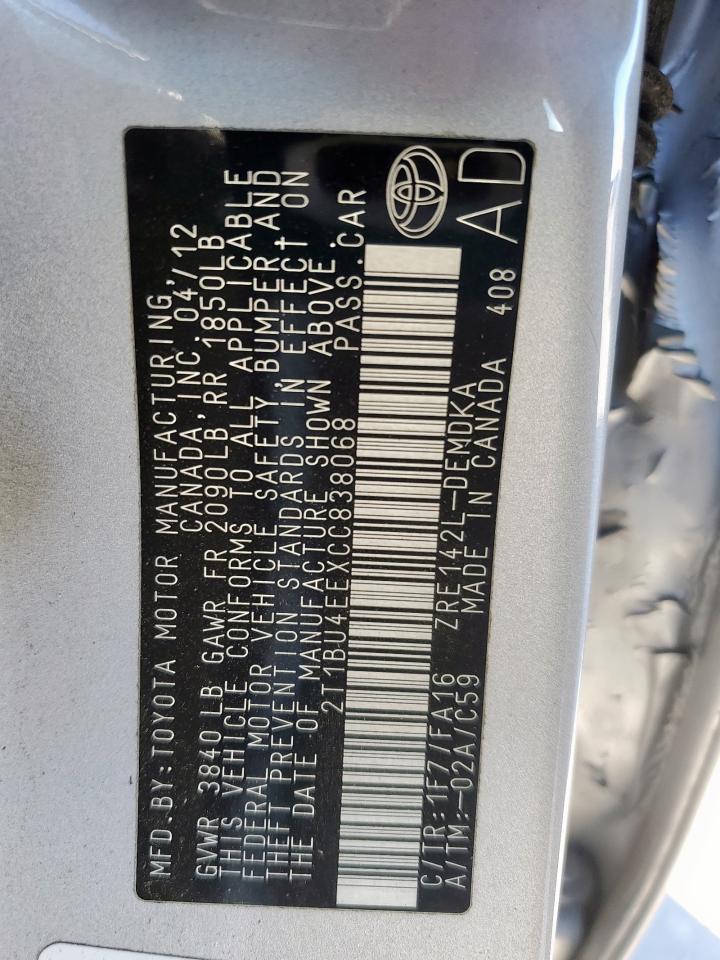 MFD.BY:TOYOTA MOTOR MANUFACTURING,
CANADA, INC. 04/12
GVWR 3840 LB GAWR FR 2090LB RR 1850LB
THIS VEHICLE CONFORMS TO ALL APPLICABLE
FEDERAL MOTOR VEHICLE SAFETY, BUMPER, AND
THEFT PREVENTION STANDARDS IN EFFECT ON
THE DATE OF MANUFACTURE SHOWN ABOVE.
2T1BU4EEXCC838068 PASS.CAR
C/TR:1F7/FA16 ZRE142L-DEMDKA
A/TM:-02A/C59 MADE IN CANADA 408
AD